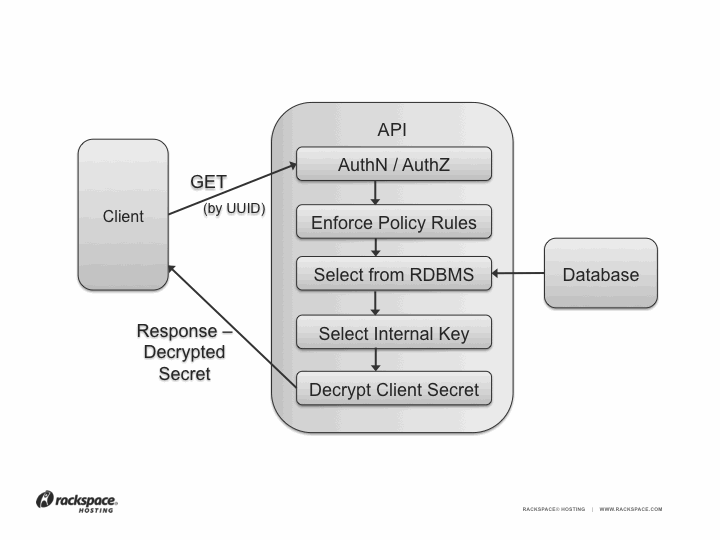 API
AuthN / AuthZ
GET
(by UUID)
Client
Enforce Policy Rules
Select from RDBMS
Database
Select Internal Key
Response –
Decrypted
Secret
Decrypt Client Secret
rackspace®
HOSTING
RACKSPACE® HOSTING | WWW.RACKSPACE.COM